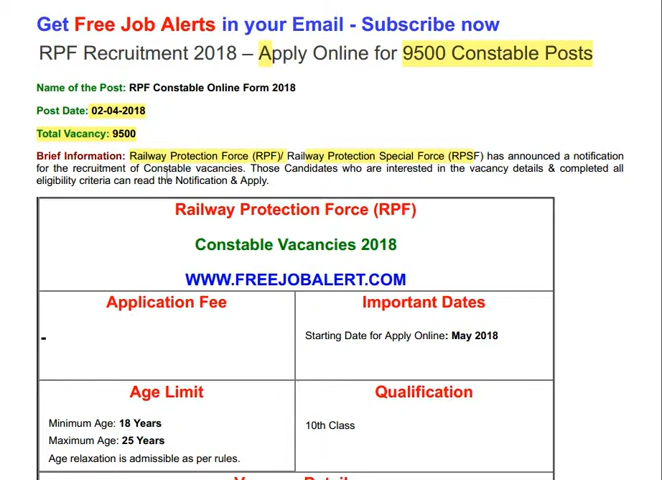 Get Free Job Alerts in your Email - Subscribe now
RPF Recruitment 2018 – Apply Online for 9500 Constable Posts
Name of the Post: RPF Constable Online Form 2018
Post Date: 02-04-2018
Total Vacancy: 9500
Brief Information: Railway Protection Force (RPF)/ Railway Protection Special Force (RPSF) has announced a notification
for the recruitment of Constable vacancies. Those Candidates who are interested in the vacancy details & completed all
eligibility criteria can read the Notification & Apply.
Railway Protection Force (RPF)
Constable Vacancies 2018
WWW.FREEJOBALERT.COM
Application Fee
-
Important Dates
Starting Date for Apply Online: May 2018
Age Limit
Minimum Age: 18 Years
Maximum Age: 25 Years
Age relaxation is admissible as per rules.
Qualification
10th Class